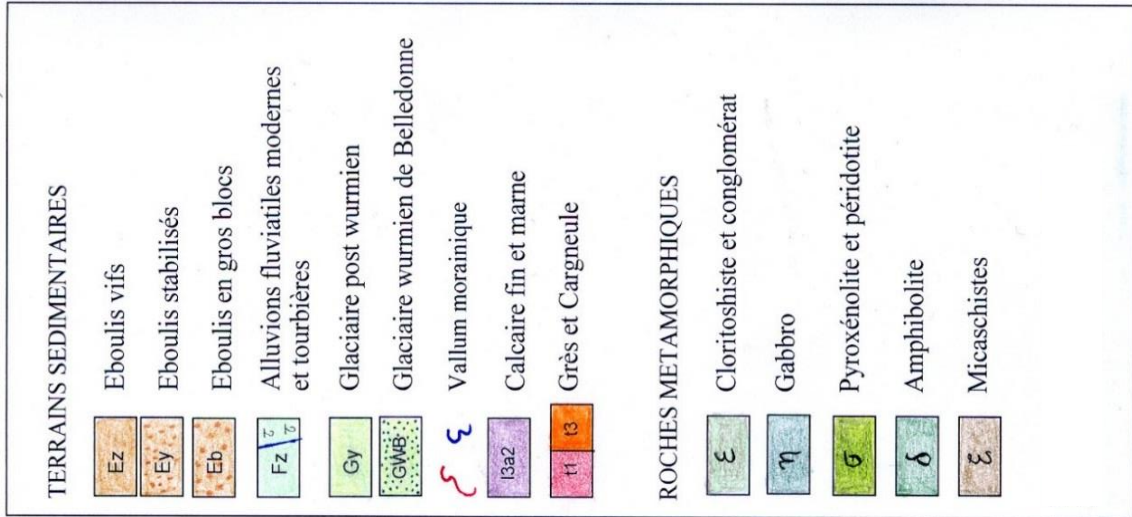 TERRAINS SEDIMENTAIRES
Ez Eboulis vifs
Ey Eboulis stabilisés
Eb Eboulis en gros blocs
Fz 2 2 Alluvions fluviatiles modernes
et tourbières
Gy Glaciaire post wurmien
GWB Glaciaire wurmien de Belledonne
Vallum morainique
l3a2 Calcaire fin et marne
t1 t3 Grès et Cargneule
ROCHES METAMORPHIQUES
ε Cloritoshiste et conglomérat
η Gabbro
σ Pyroxénolite et péridotite
δ Amphibolite
ξ Micaschistes